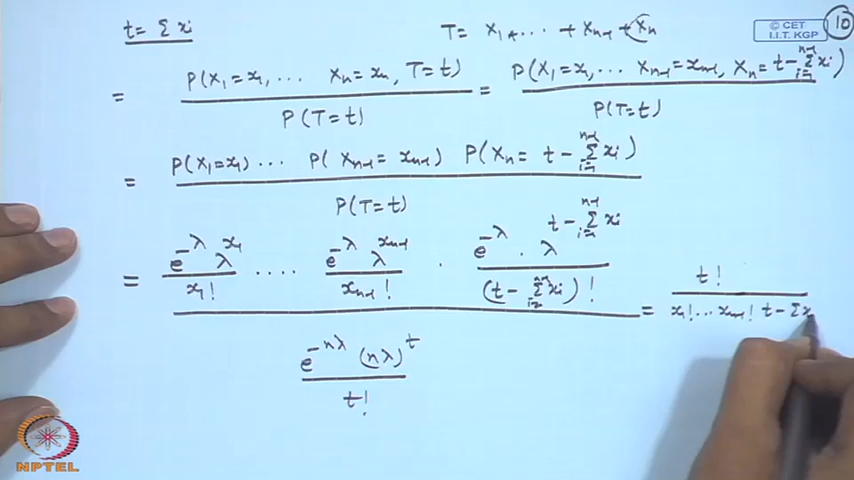 t = Σ xi T = X1 + ... + Xn-1 + Xn
© CET
I.I.T. KGP
10
= P(X1 = x1, ... Xn = xn, T = t) / P(T = t) = P(X1 = x1, ... Xn-1 = xn-1, Xn = t - Σ_{i=1}^{n-1} xi) / P(T = t)
= P(X1 = x1) ... P(Xn-1 = xn-1) P(Xn = t - Σ_{i=1}^{n-1} xi) / P(T = t)
= e^{-λ} λ^{x1} / x1! .... e^{-λ} λ^{xn-1} / xn-1! . e^{-λ} . λ^{t - Σ_{i=1}^{n-1} xi} / (t - Σ_{i=1}^{n-1} xi)! = t! / x1! ... xn-1! t - Σ x
e^{-nλ} (nλ)^t / t!
NPTEL